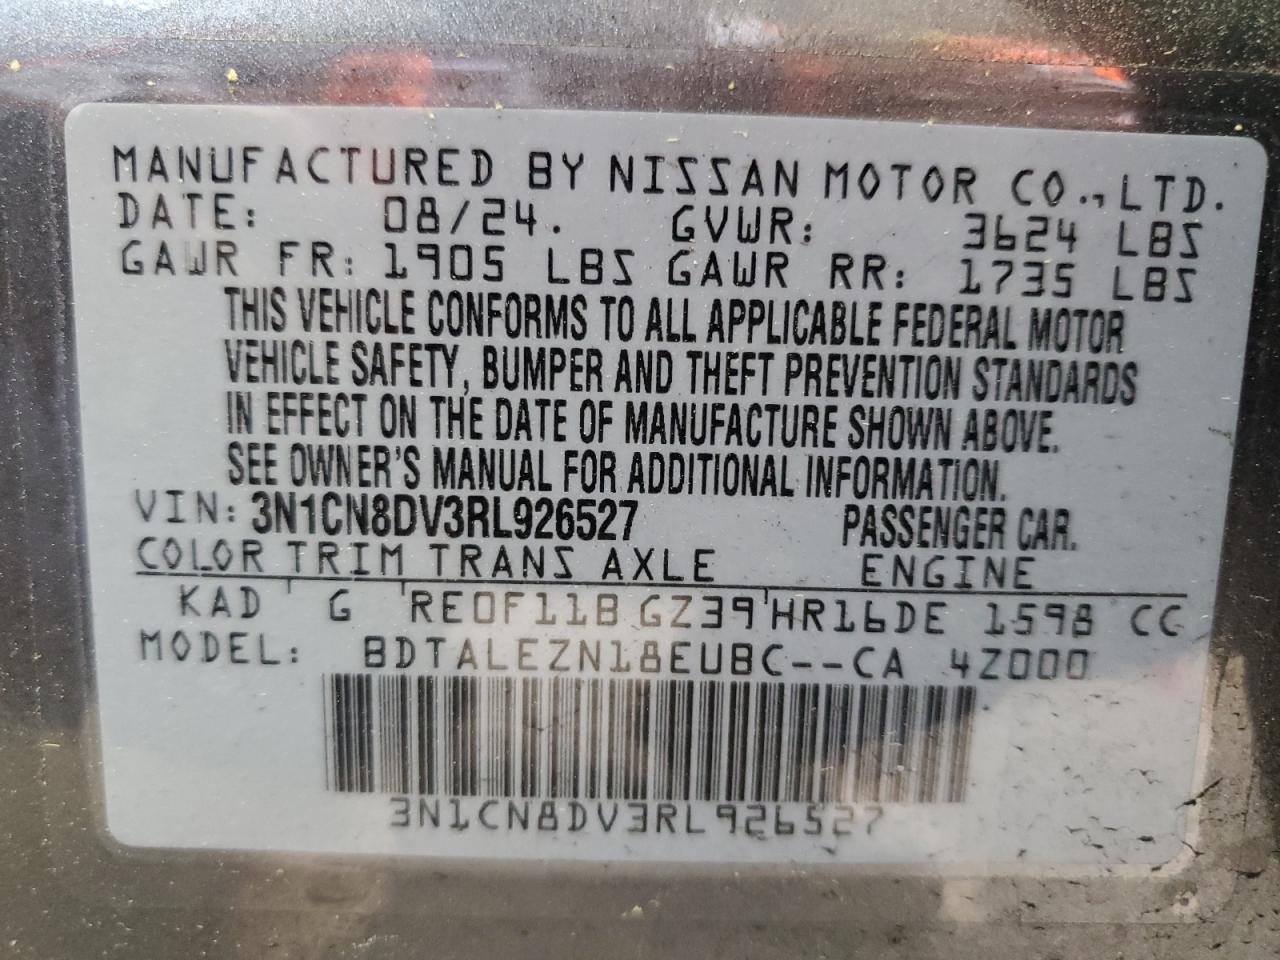 MANUFACTURED BY NISSAN MOTOR CO.,LTD.
DATE: 08/24. GVWR: 3624 LBS
GAWR FR: 1905 LBS GAWR RR: 1735 LBS
THIS VEHICLE CONFORMS TO ALL APPLICABLE FEDERAL MOTOR
VEHICLE SAFETY, BUMPER AND THEFT PREVENTION STANDARDS
IN EFFECT ON THE DATE OF MANUFACTURE SHOWN ABOVE.
SEE OWNER'S MANUAL FOR ADDITIONAL INFORMATION.
VIN: 3N1CN8DV3RL926527 PASSENGER CAR.
COLOR TRIM TRANS AXLE ENGINE
KAD G RE0F11B GZ39 HR16DE 1598 CC
MODEL: BDTALEZN18EUBC--CA 4Z000
3N1CN8DV3RL926527